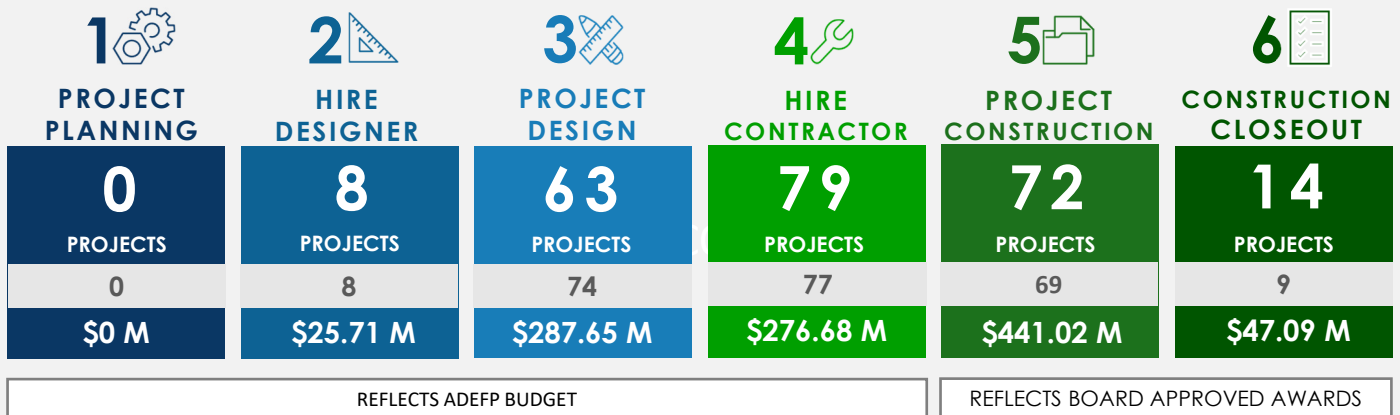 1
PROJECT
PLANNING
0
PROJECTS
0
$0 M
2
HIRE
DESIGNER
8
PROJECTS
8
$25.71 M
3
PROJECT
DESIGN
63
PROJECTS
74
$287.65 M
4
HIRE
CONTRACTOR
79
PROJECTS
77
$276.68 M
5
PROJECT
CONSTRUCTION
72
PROJECTS
69
$441.02 M
6
CONSTRUCTION
CLOSEOUT
14
PROJECTS
9
$47.09 M
REFLECTS ADEFP BUDGET
REFLECTS BOARD APPROVED AWARDS